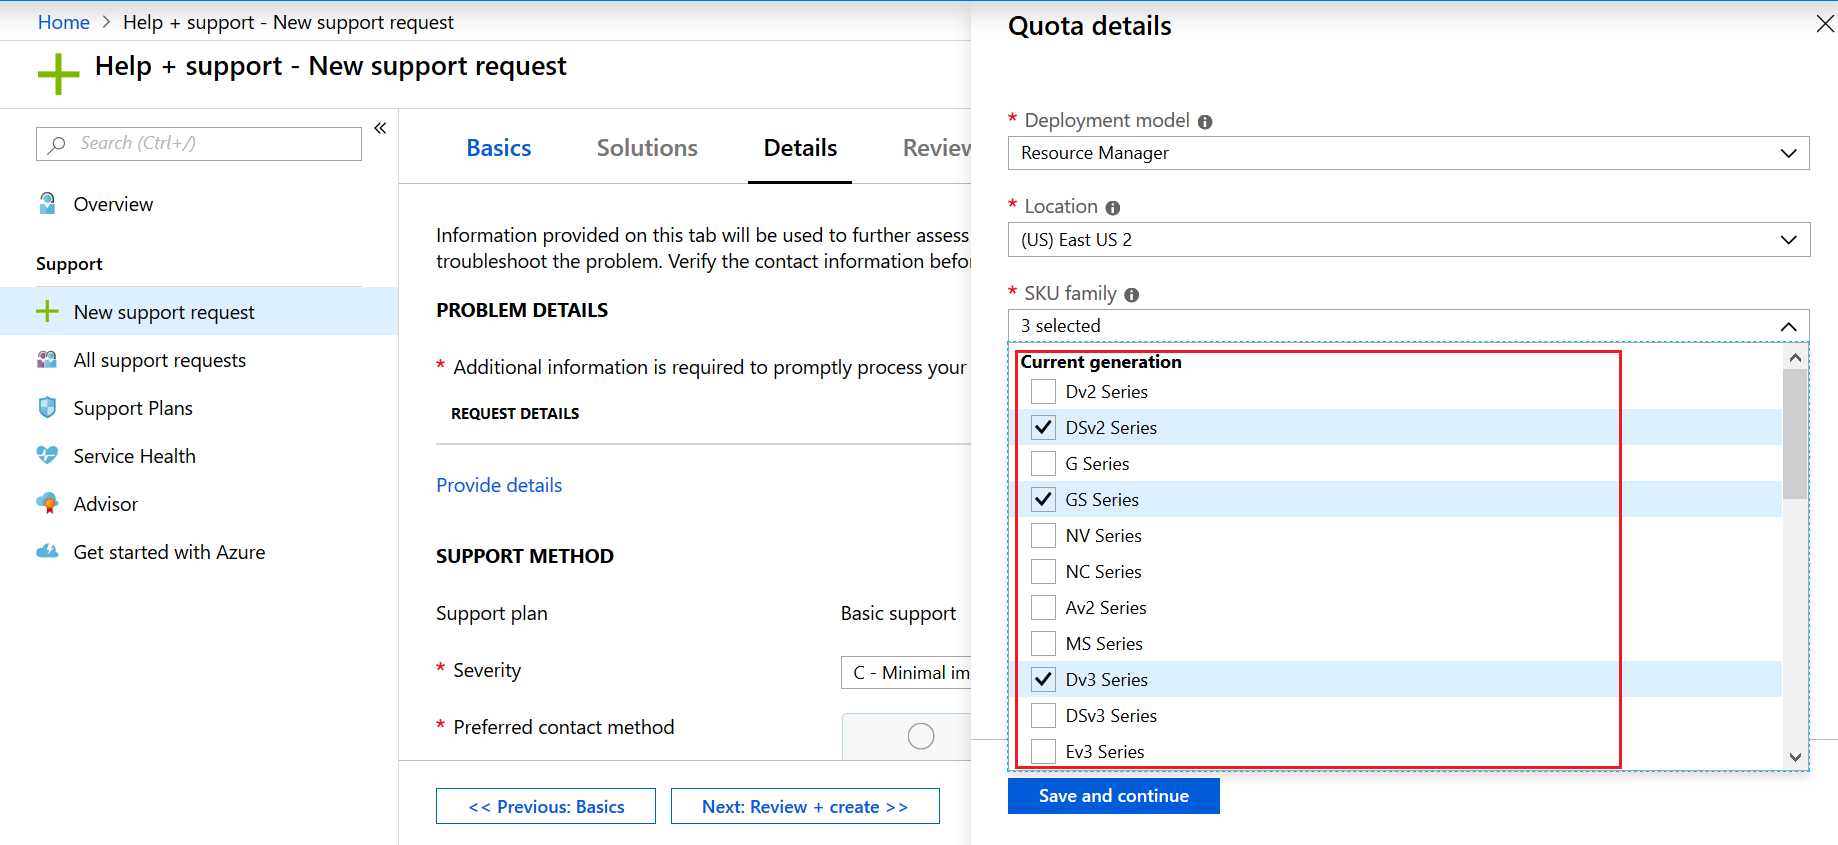 Home > Help + support - New support request
Help + support - New support request
Search (Ctrl+/)
«
Overview
Support
New support request
All support requests
Support Plans
Service Health
Advisor
Get started with Azure
Basics Solutions Details Review
Information provided on this tab will be used to further assess
troubleshoot the problem. Verify the contact information befo
PROBLEM DETAILS
* Additional information is required to promptly process your
REQUEST DETAILS
Provide details
SUPPORT METHOD
Support plan Basic support
* Severity C - Minimal im
* Preferred contact method
<< Previous: Basics Next: Review + create >>
Quota details
* Deployment model
Resource Manager
* Location
(US) East US 2
* SKU family
3 selected
Current generation
Dv2 Series
DSv2 Series
G Series
GS Series
NV Series
NC Series
Av2 Series
MS Series
Dv3 Series
DSv3 Series
Ev3 Series
Save and continue